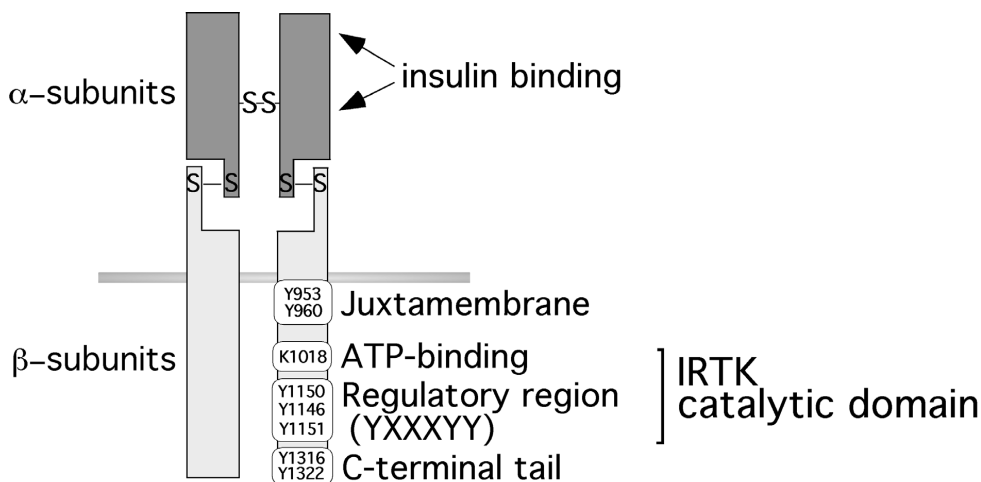 α–subunits
S S
insulin binding
S S S S
Y953
Y960
Juxtamembrane
β–subunits
K1018
ATP-binding
Y1150
Y1146
Y1151
Regulatory region
(YXXXYY)
IRTK
catalytic domain
Y1316
Y1322
C-terminal tail